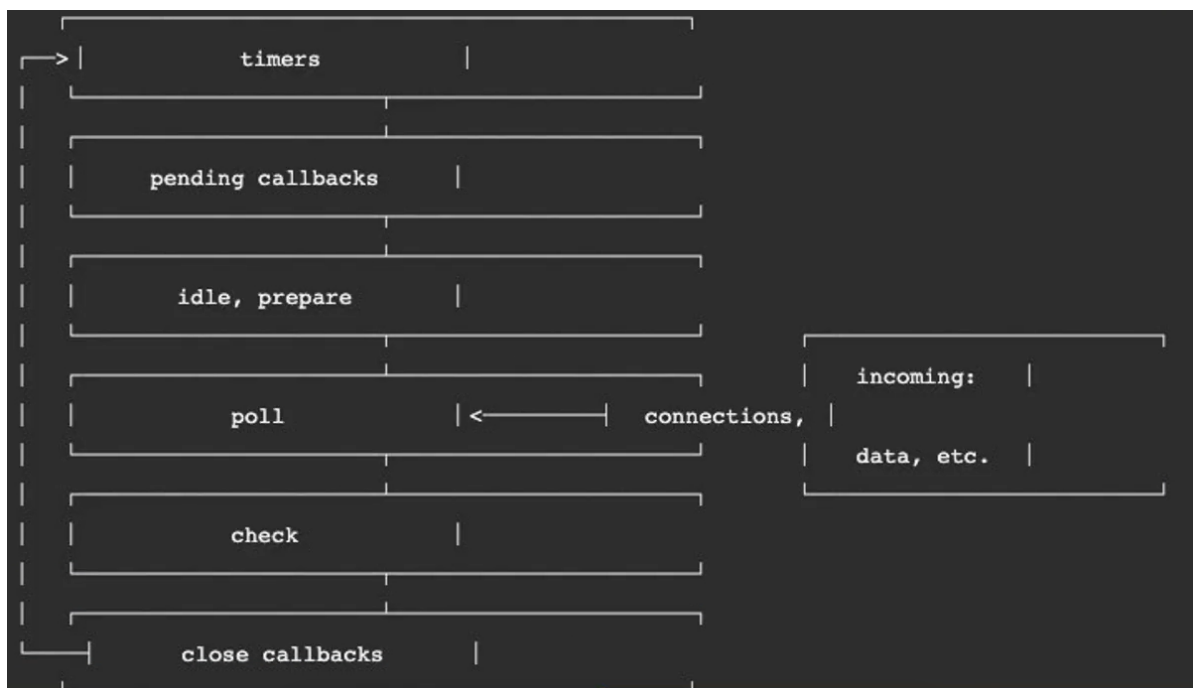 timers
pending callbacks
idle, prepare
incoming:
poll
connections,
data, etc.
check
close callbacks